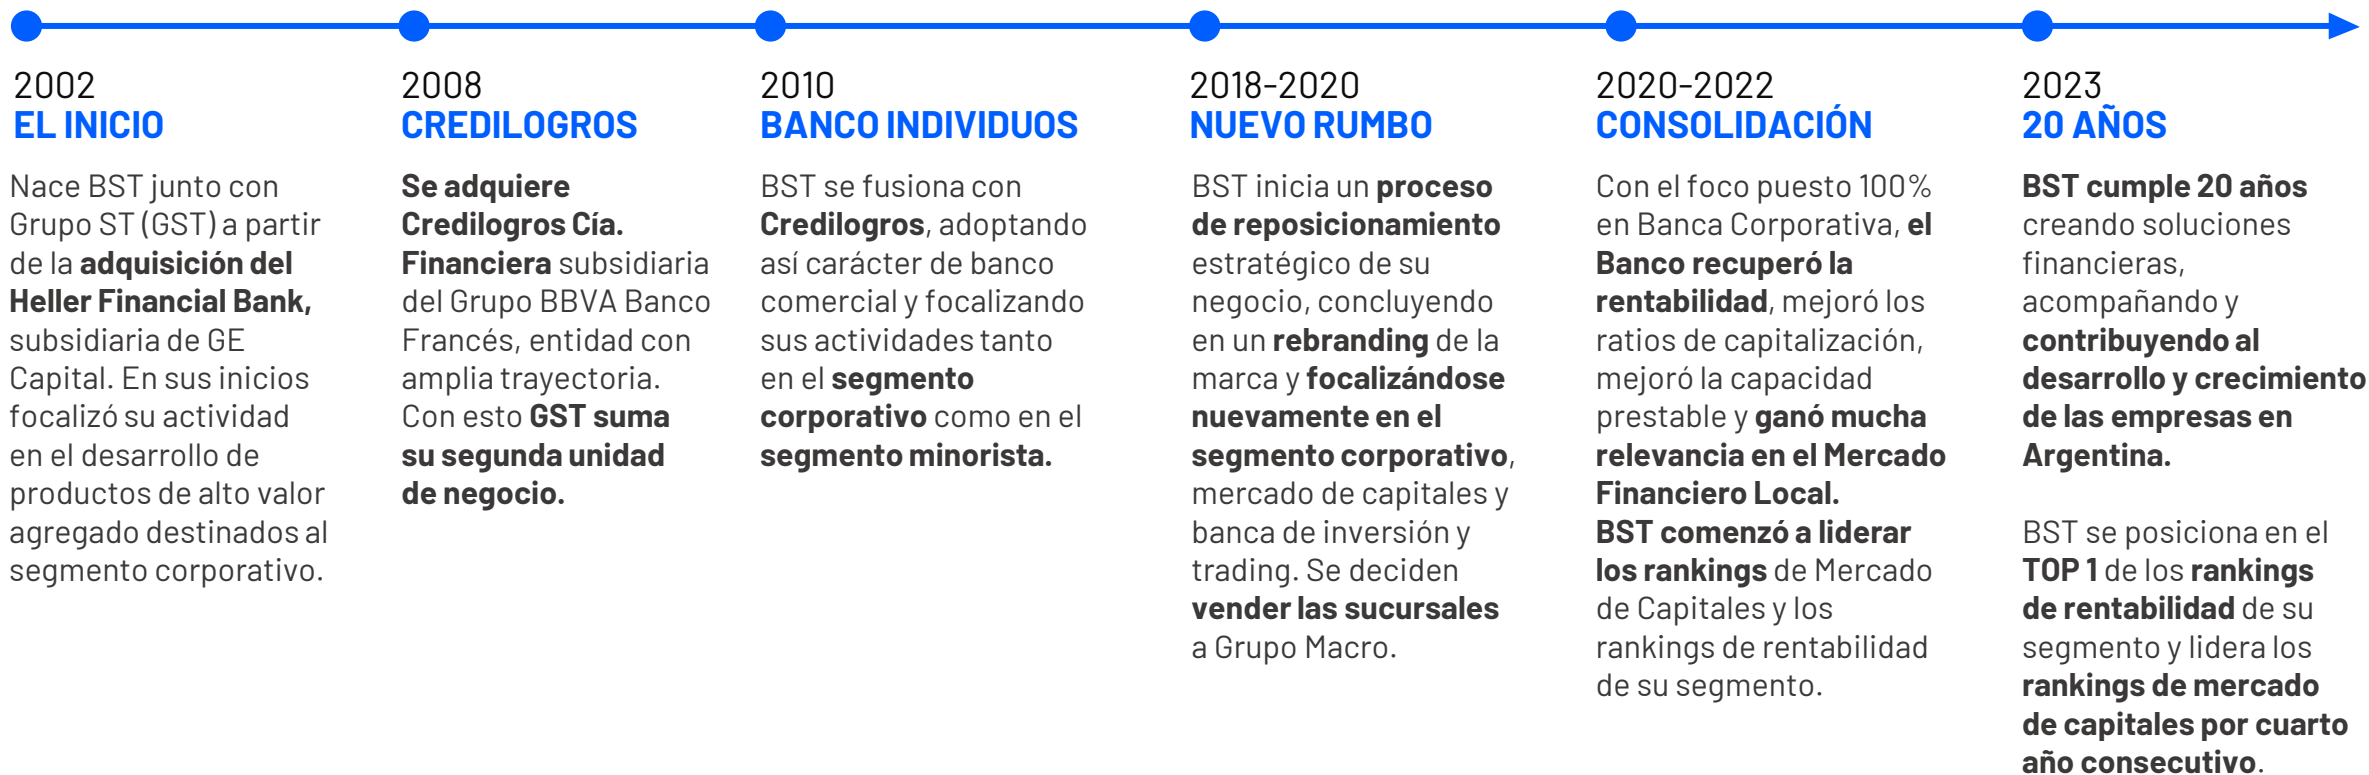 2002
EL INICIO
Nace BST junto con
Grupo ST (GST) a partir
de la adquisición del
Heller Financial Bank,
subsidiaria de GE
Capital. En sus inicios
focalizó su actividad
en el desarrollo de
productos de alto valor
agregado destinados al
segmento corporativo.
2008
CREDILOGROS
Se adquiere
Credilogros Cía.
Financiera subsidiaria
del Grupo BBVA Banco
Francés, entidad con
amplia trayectoria.
Con esto GST suma
su segunda unidad
de negocio.
2010
BANCO INDIVIDUOS
BST se fusiona con
Credilogros, adoptando
así carácter de banco
comercial y focalizando
sus actividades tanto
en el segmento
corporativo como en el
segmento minorista.
2018-2020
NUEVO RUMBO
BST inicia un proceso
de reposicionamiento
estratégico de su
negocio, concluyendo
en un rebranding de la
marca y focalizándose
nuevamente en el
segmento corporativo,
mercado de capitales y
banca de inversión y
trading. Se deciden
vender las sucursales
a Grupo Macro.
2020-2022
CONSOLIDACIÓN
Con el foco puesto 100%
en Banca Corporativa, el
Banco recuperó la
rentabilidad, mejoró los
ratios de capitalización,
mejoró la capacidad
prestable y ganó mucha
relevancia en el Mercado
Financiero Local.
BST comenzó a liderar
los rankings de Mercado
de Capitales y los
rankings de rentabilidad
de su segmento.
2023
20 AÑOS
BST cumple 20 años
creando soluciones
financieras,
acompañando y
contribuyendo al
desarrollo y crecimiento
de las empresas en
Argentina.
BST se posiciona en el
TOP 1 de los rankings
de rentabilidad de su
segmento y lidera los
rankings de mercado
de capitales por cuarto
año consecutivo.